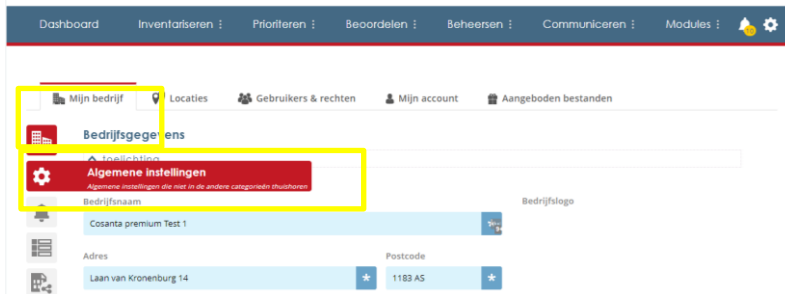 Dashboard Inventariseren Prioriteren Beoordelen Beheersen Communiceren Modules
Mijn bedrijf Locaties Gebruikers & rechten Mijn account Aangeboden bestanden
Bedrijfsgegevens
toelichting
Algemene instellingen
Algemene instellingen die niet in de andere categorieën thuishoren
Bedrijfsnaam Bedrijfslogo
Cosanta premium Test 1
Adres Postcode
Laan van Kronenburg 14 * 1183 AS *